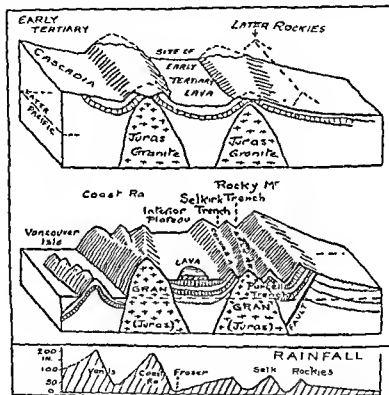 EARLY
TERTIARY
LATER ROCKIES
CASCADIA
SITE OF
EARLY
TERTIARY
LAVA
LATER
PACIFIC
Juras
Granite
Juras
Granite
Coast Ra
Rocky Mt
Trench
Selkirk
Trench
Interior
Plateau
Vancouver
Isle
LAVA
Purcell
Trench
GRAN
(Juras)
GRAN
(Juras)
FAULT
RAINFALL
200
IN.
100
50
0
Van Is
Coast
Ra
Fraser
Selk
Rockies